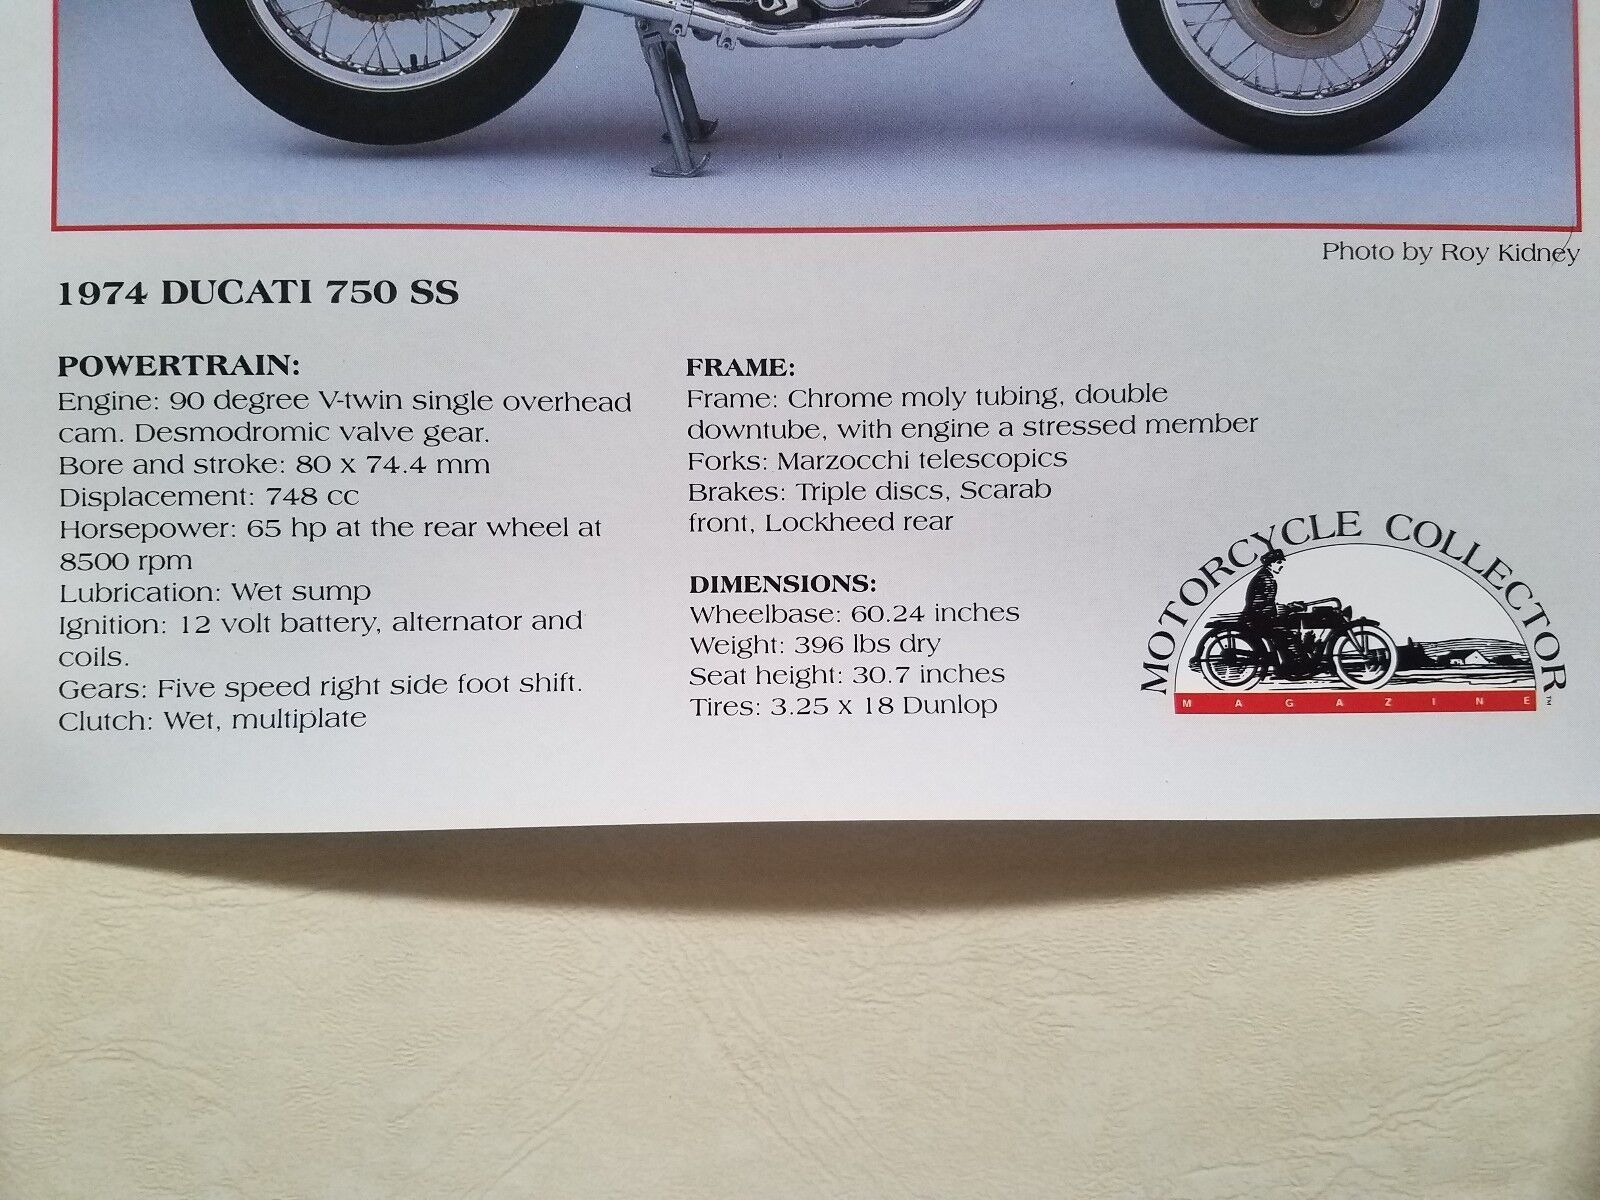 Photo by Roy Kidney
1974 DUCATI 750 SS
POWERTRAIN:
Engine: 90 degree V-twin single overhead
cam. Desmodromic valve gear.
Bore and stroke: 80 x 74.4 mm
Displacement: 748 cc
Horsepower: 65 hp at the rear wheel at
8500 rpm
Lubrication: Wet sump
Ignition: 12 volt battery, alternator and
coils.
Gears: Five speed right side foot shift.
Clutch: Wet, multiplate
FRAME:
Frame: Chrome moly tubing, double
downtube, with engine a stressed member
Forks: Marzocchi telescopics
Brakes: Triple discs, Scarab
front, Lockheed rear
DIMENSIONS:
Wheelbase: 60.24 inches
Weight: 396 lbs dry
Seat height: 30.7 inches
Tires: 3.25 x 18 Dunlop
MOTORCYCLE COLLECTOR
MAGAZINE™